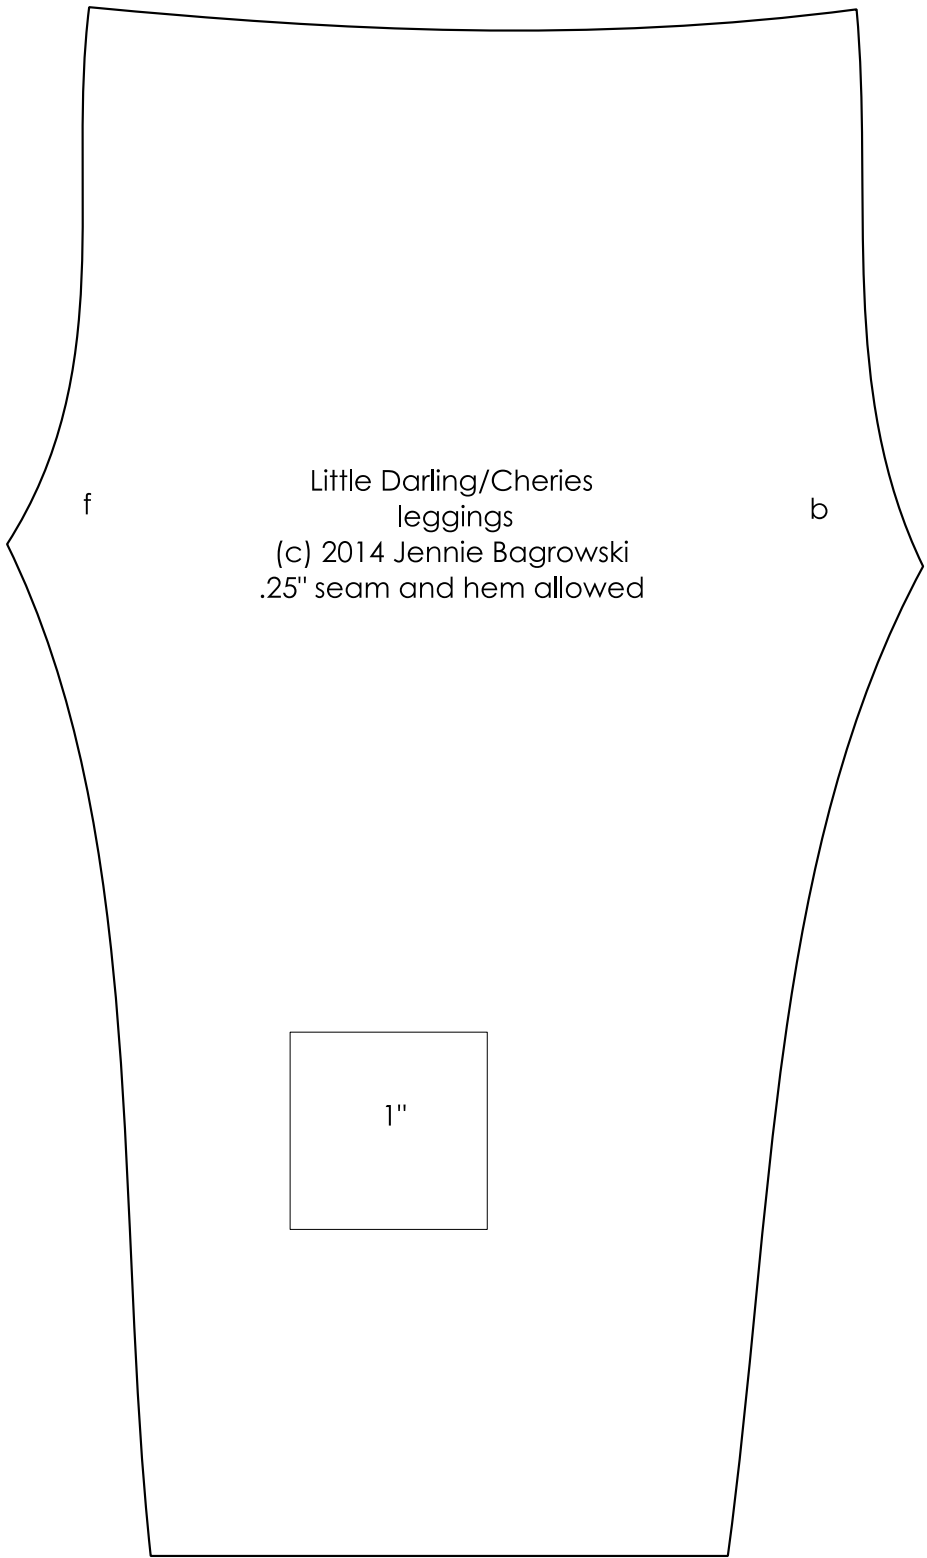 Little Darling/Cheries
leggings
f
b
(c) 2014 Jennie Bagrowski
.25" seam and hem allowed
1"